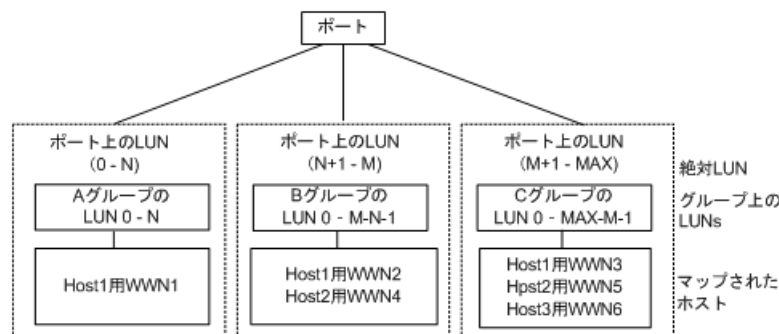 ポート
ポート上のLUN
(0 - N)
ポート上のLUN
(N+1 - M)
ポート上のLUN
(M+1 - MAX)
絶対LUN
Aグループの
LUN 0 - N
Bグループの
LUN 0 - M-N-1
Cグループの
LUN 0 - MAX-M-1
グループ上の
LUNs
Host1用WWN1
Host1用WWN2
Host2用WWN4
Host1用WWN3
Hpst2用WWN5
Host3用WWN6
マップされた
ホスト